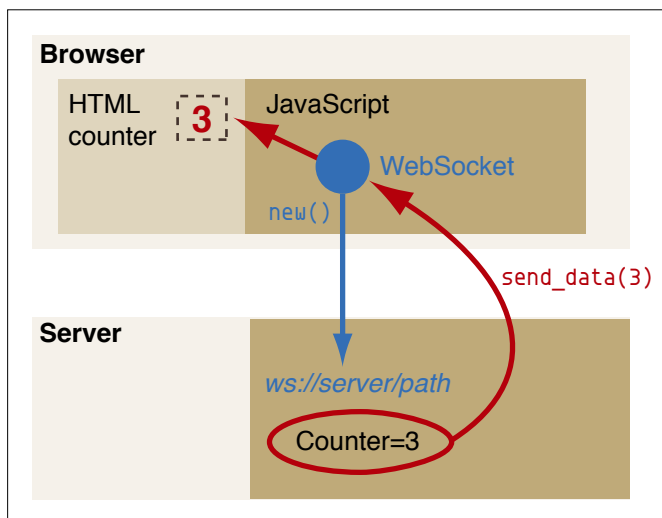 Browser
HTML
counter
3
JavaScript
WebSocket
new()
send_data(3)
Server
ws://server/path
Counter=3